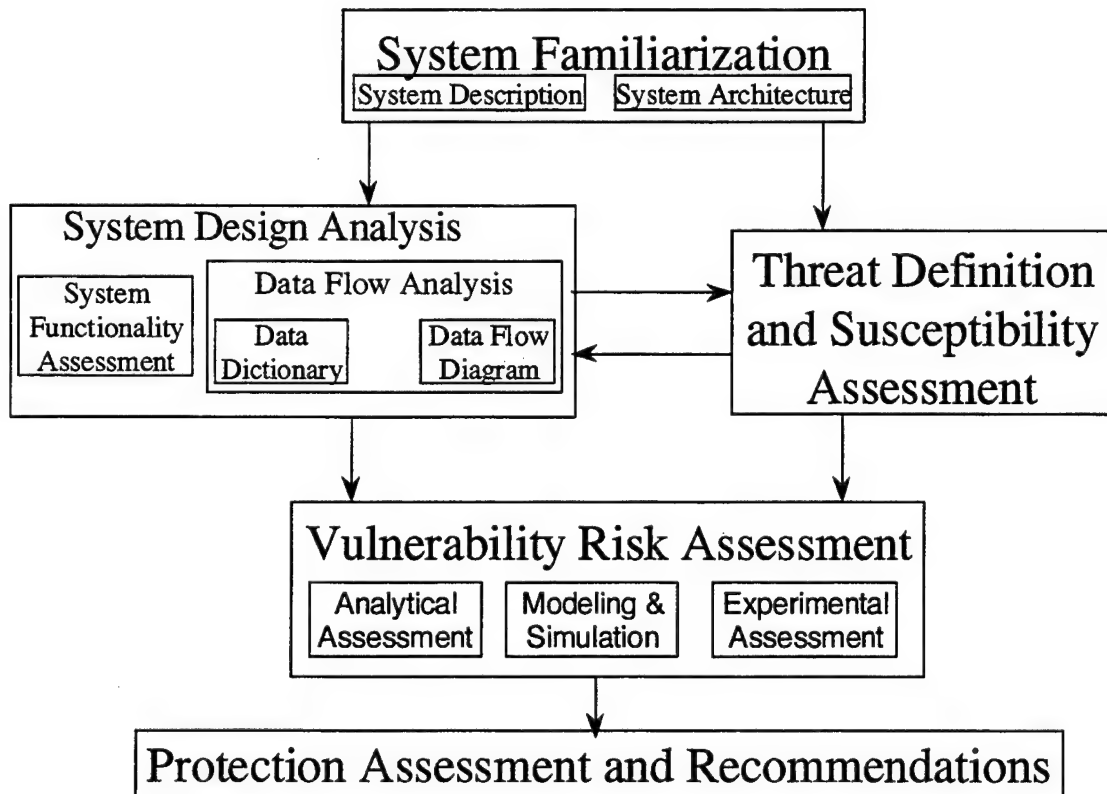 System Familiarization
System Description
System Architecture
System Design Analysis
System
Functionality
Assessment
Data Flow Analysis
Data
Dictionary
Data Flow
Diagram
Threat Definition
and Susceptibility
Assessment
Vulnerability Risk Assessment
Analytical
Assessment
Modeling &
Simulation
Experimental
Assessment
Protection Assessment and Recommendations